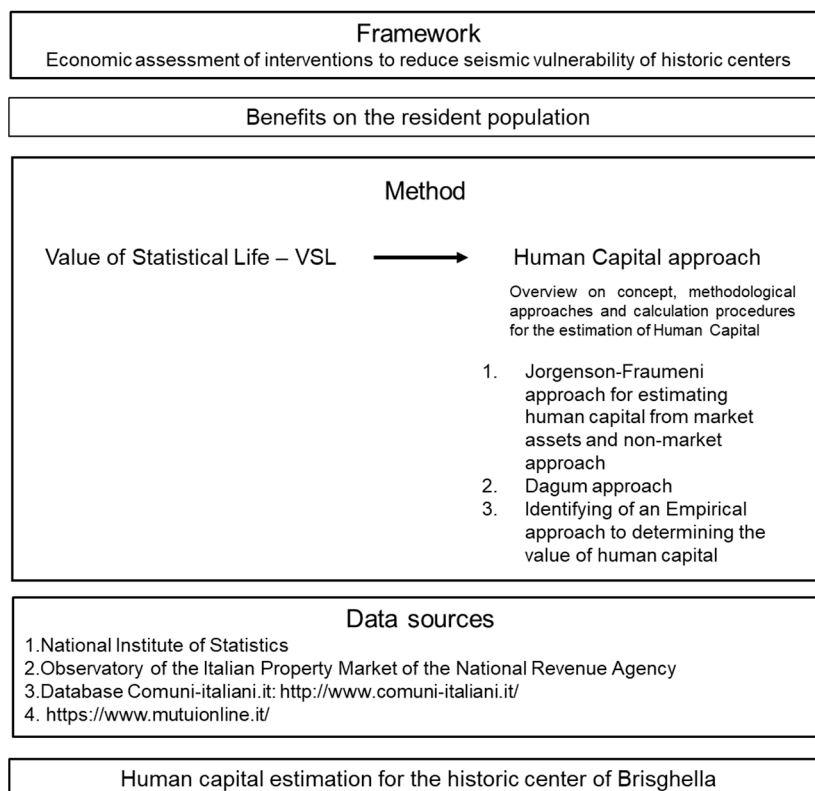 Framework
Economic assessment of interventions to reduce seismic vulnerability of historic centers
Benefits on the resident population
Method
Value of Statistical Life – VSL
Human Capital approach
Overview on concept, methodological
approaches and calculation procedures
for the estimation of Human Capital
1. Jorgenson-Fraumeni
approach for estimating
human capital from market
assets and non-market
approach
2. Dagum approach
3. Identifying of an Empirical
approach to determining the
value of human capital
Data sources
1.National Institute of Statistics
2.Observatory of the Italian Property Market of the National Revenue Agency
3.Database Comuni-italiani.it: http://www.comuni-italiani.it/
4. https://www.mutuionline.it/
Human capital estimation for the historic center of Brisghella